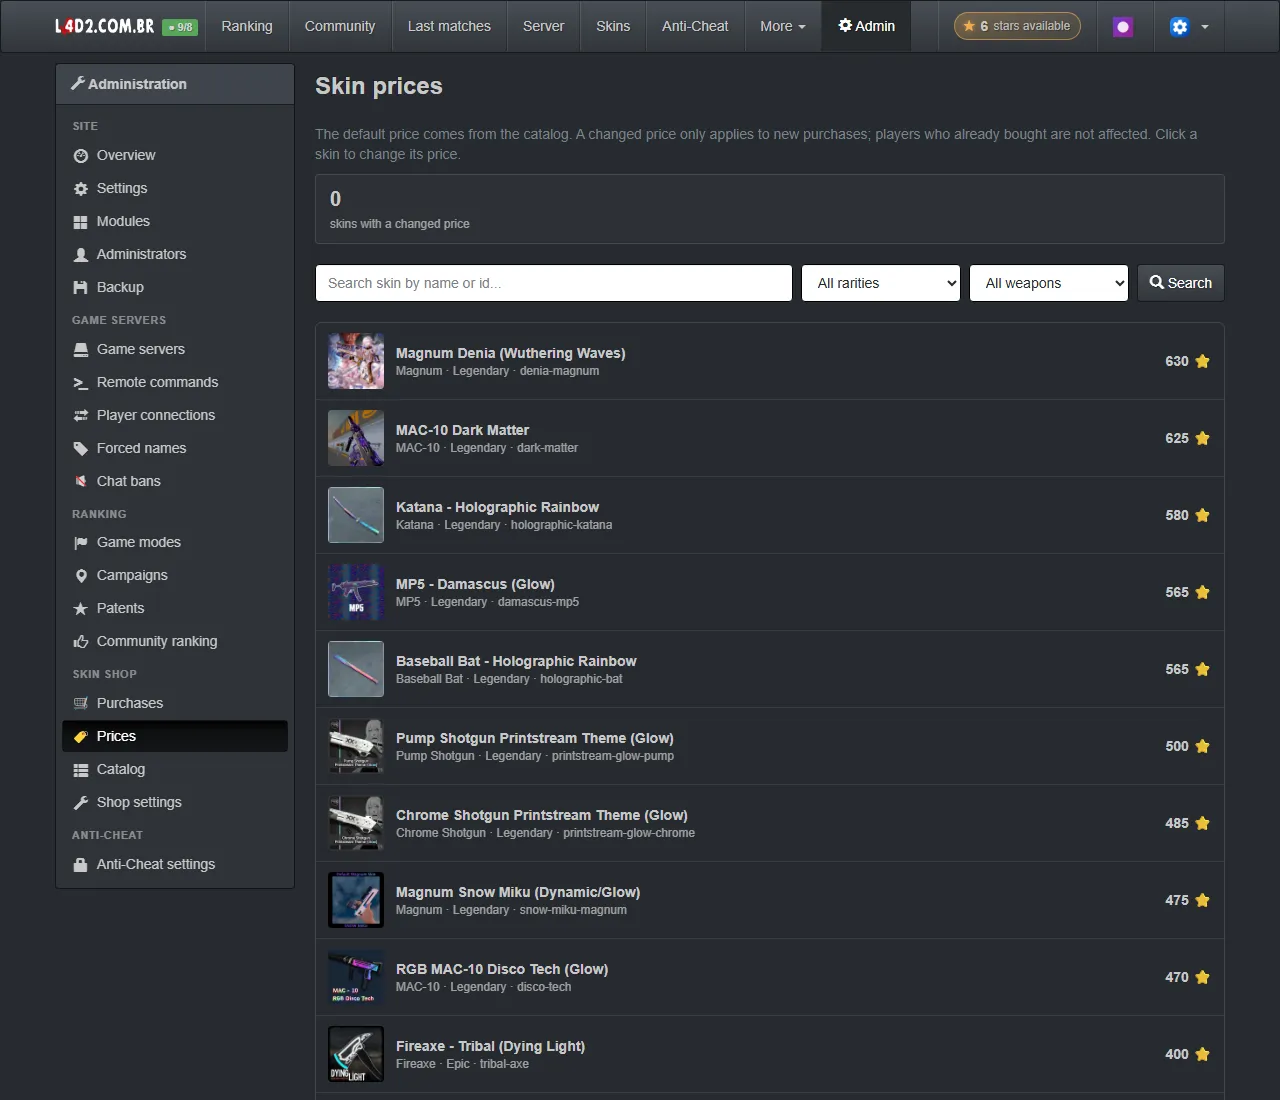 L4D2.COM.BR ● 9/8 Ranking Community Last matches Server Skins Anti-Cheat More Admin 6 stars available
Administration
SITE
Overview
Settings
Modules
Administrators
Backup
GAME SERVERS
Game servers
Remote commands
Player connections
Forced names
Chat bans
RANKING
Game modes
Campaigns
Patents
Community ranking
SKIN SHOP
Purchases
Prices
Catalog
Shop settings
ANTI-CHEAT
Anti-Cheat settings
Skin prices
The default price comes from the catalog. A changed price only applies to new purchases; players who already bought are not affected. Click a
skin to change its price.
0
skins with a changed price
Search skin by name or id... All rarities All weapons Search
Magnum Denia (Wuthering Waves)
Magnum · Legendary · denia-magnum
630
MAC-10 Dark Matter
MAC-10 · Legendary · dark-matter
625
Katana - Holographic Rainbow
Katana · Legendary · holographic-katana
580
MP5
MP5 - Damascus (Glow)
MP5 · Legendary · damascus-mp5
565
Baseball Bat - Holographic Rainbow
Baseball Bat · Legendary · holographic-bat
565
Pump Shotgun Printstream Theme (Glow)
Pump Shotgun · Legendary · printstream-glow-pump
500
Chrome Shotgun Printstream Theme (Glow)
Chrome Shotgun · Legendary · printstream-glow-chrome
485
Magnum Snow Miku (Dynamic/Glow)
Magnum · Legendary · snow-miku-magnum
475
MAC - 10
RGB Disco Tech
RGB MAC-10 Disco Tech (Glow)
MAC-10 · Legendary · disco-tech
470
DYING LIGHT
Fireaxe - Tribal (Dying Light)
Fireaxe · Epic · tribal-axe
400